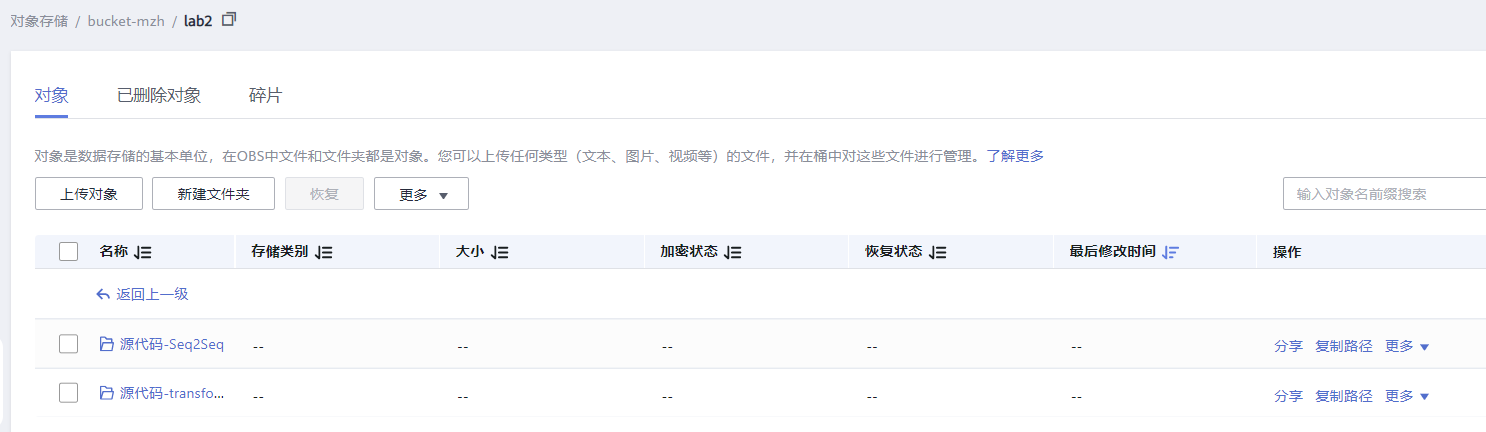 对象存储 / bucket-mzh / lab2
对象 已删除对象 碎片
对象是数据存储的基本单位，在OBS中文件和文件夹都是对象。您可以上传任何类型（文本、图片、视频等）的文件，并在桶中对这些文件进行管理。了解更多
上传对象 新建文件夹 恢复 更多 输入对象名前缀搜索
名称 存储类别 大小 加密状态 恢复状态 最后修改时间 操作
返回上一级
源代码-Seq2Seq -- -- -- -- -- 分享 复制路径 更多
源代码-transfo... -- -- -- -- -- 分享 复制路径 更多